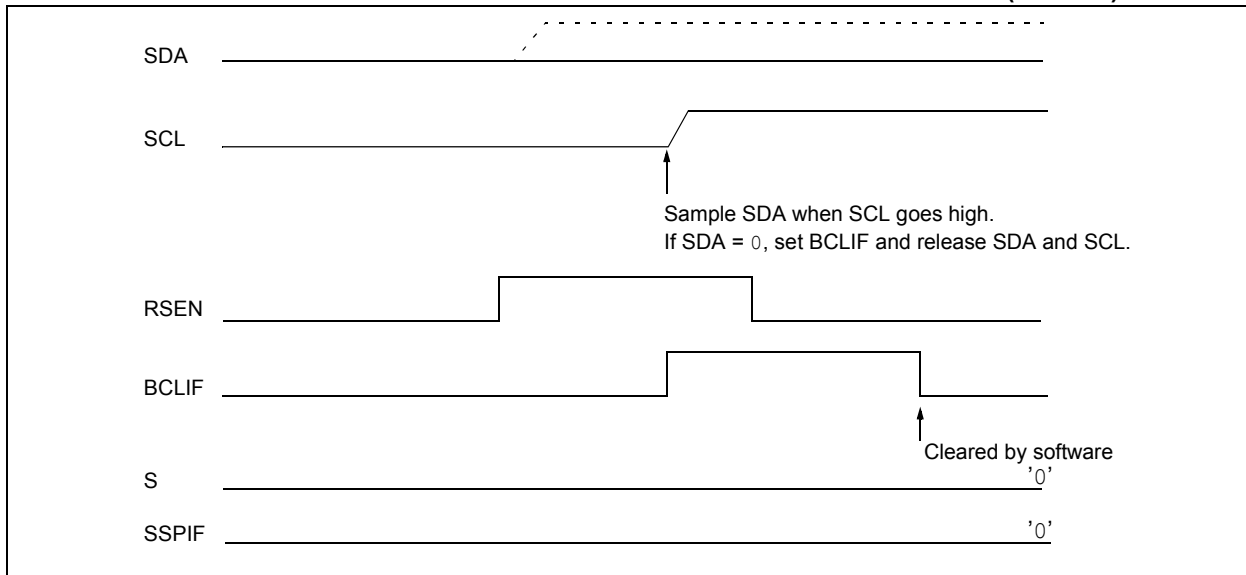 SDA
SCL
Sample SDA when SCL goes high.
If SDA = 0, set BCLIF and release SDA and SCL.
RSEN
BCLIF
Cleared by software
S
'0'
SSPIF
'0'